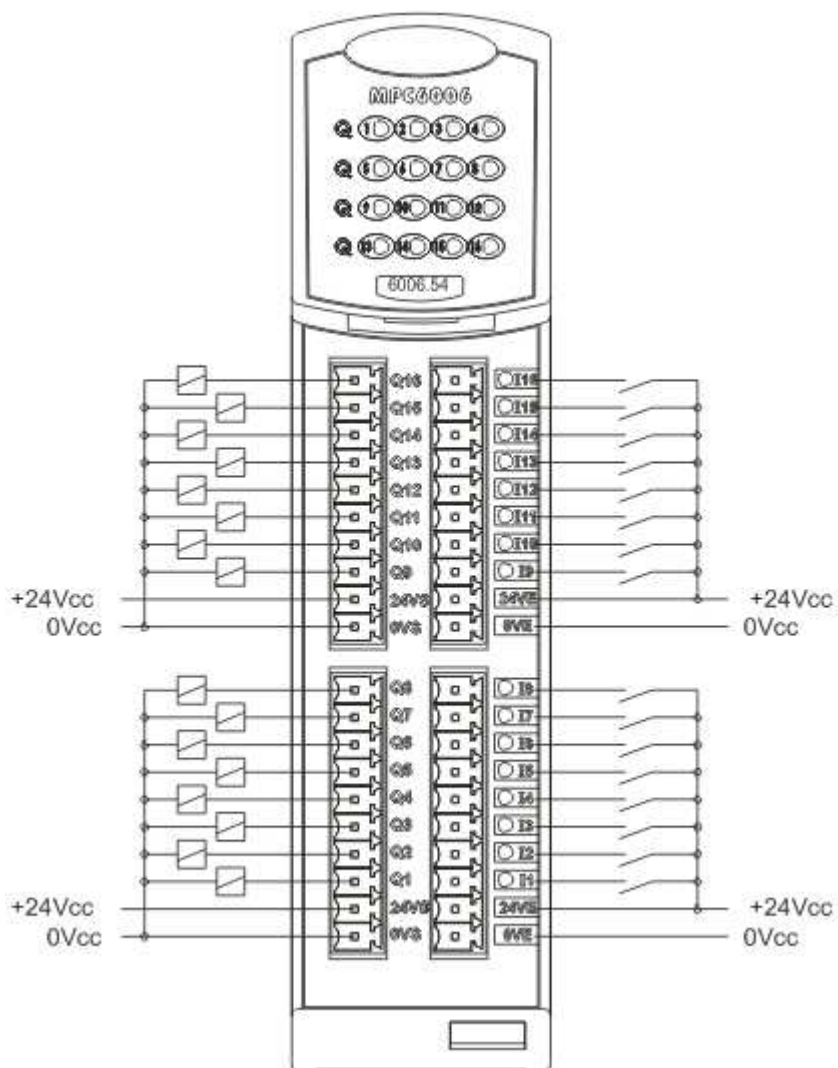 MPC6006
Q 1 2 3 4
Q 5 6 7 8
Q 9 10 11 12
Q 13 14 15 16
6006.54
Q16 I16
Q15 I15
Q14 I14
Q13 I13
Q12 I12
Q11 I11
Q10 I10
Q9 I9
+24Vcc 24VS 24VE +24Vcc
0Vcc 0VS 0VE 0Vcc
Q8 I8
Q7 I7
Q6 I6
Q5 I5
Q4 I4
Q3 I3
Q2 I2
Q1 I1
+24Vcc 24VS 24VE +24Vcc
0Vcc 0VS 0VE 0Vcc